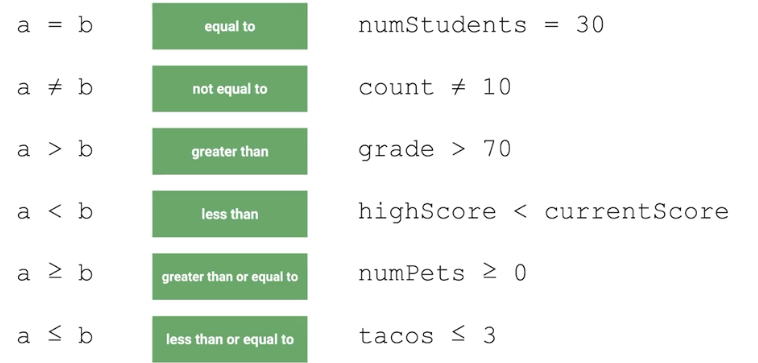 a = b equal to numStudents = 30
a ≠ b not equal to count ≠ 10
a > b greater than grade > 70
a < b less than highScore < currentScore
a ≥ b greater than or equal to numPets ≥ 0
a ≤ b less than or equal to tacos ≤ 3